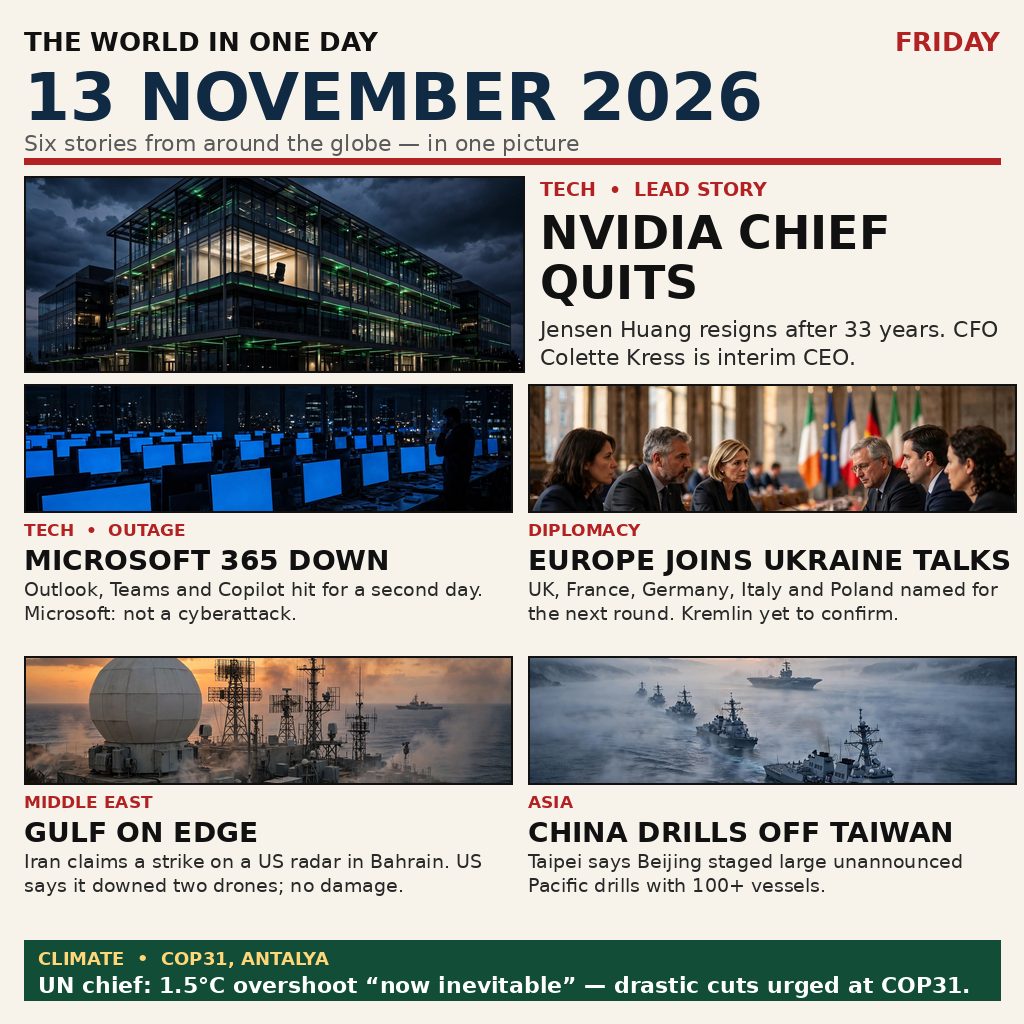 THE WORLD IN ONE DAY
FRIDAY
13 NOVEMBER 2026
Six stories from around the globe — in one picture
TECH • LEAD STORY
NVIDIA CHIEF
QUITS
Jensen Huang resigns after 33 years. CFO
Colette Kress is interim CEO.
TECH • OUTAGE
MICROSOFT 365 DOWN
Outlook, Teams and Copilot hit for a second day.
Microsoft: not a cyberattack.
DIPLOMACY
EUROPE JOINS UKRAINE TALKS
UK, France, Germany, Italy and Poland named for
the next round. Kremlin yet to confirm.
MIDDLE EAST
GULF ON EDGE
Iran claims a strike on a US radar in Bahrain. US
says it downed two drones; no damage.
ASIA
CHINA DRILLS OFF TAIWAN
Taipei says Beijing staged large unannounced
Pacific drills with 100+ vessels.
CLIMATE • COP31, ANTALYA
UN chief: 1.5°C overshoot “now inevitable” — drastic cuts urged at COP31.